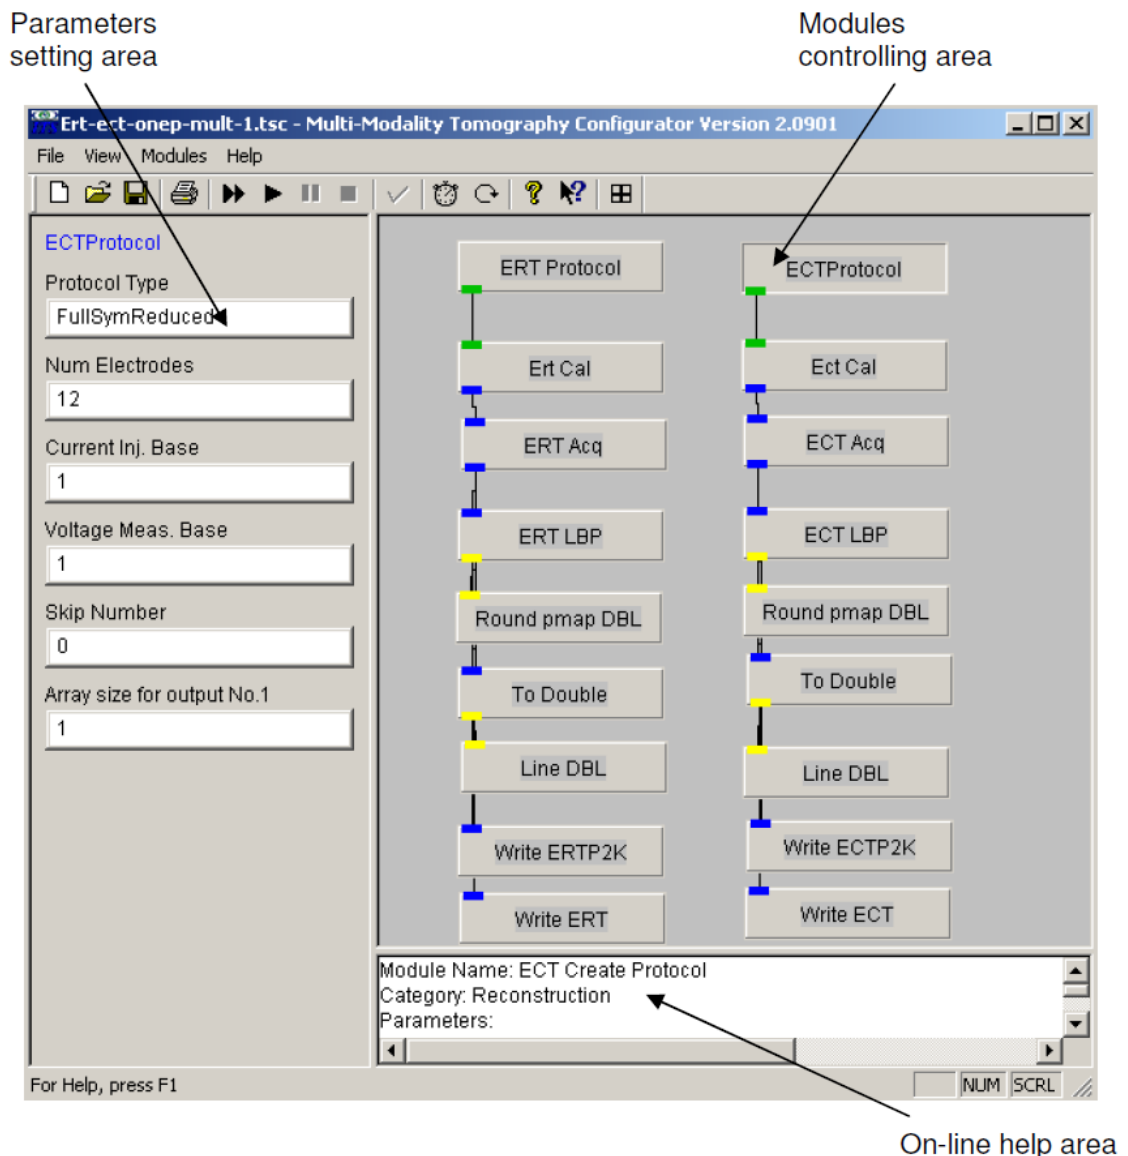 Parameters
setting area
Modules
controlling area
Ert-ect-onep-mult-1.tsc - Multi-Modality Tomography Configurator Version 2.0901
File View Modules Help
ECTProtocol
Protocol Type
FullSymReduced
Num Electrodes
12
Current Inj. Base
1
Voltage Meas. Base
1
Skip Number
0
Array size for output No.1
1
ERT Protocol
Ert Cal
ERT Acq
ERT LBP
Round pmap DBL
To Double
Line DBL
Write ERTP2K
Write ERT
ECTProtocol
Ect Cal
ECT Acq
ECT LBP
Round pmap DBL
To Double
Line DBL
Write ECTP2K
Write ECT
Module Name: ECT Create Protocol
Category: Reconstruction
Parameters:
For Help, press F1
NUM SCRL
On-line help area